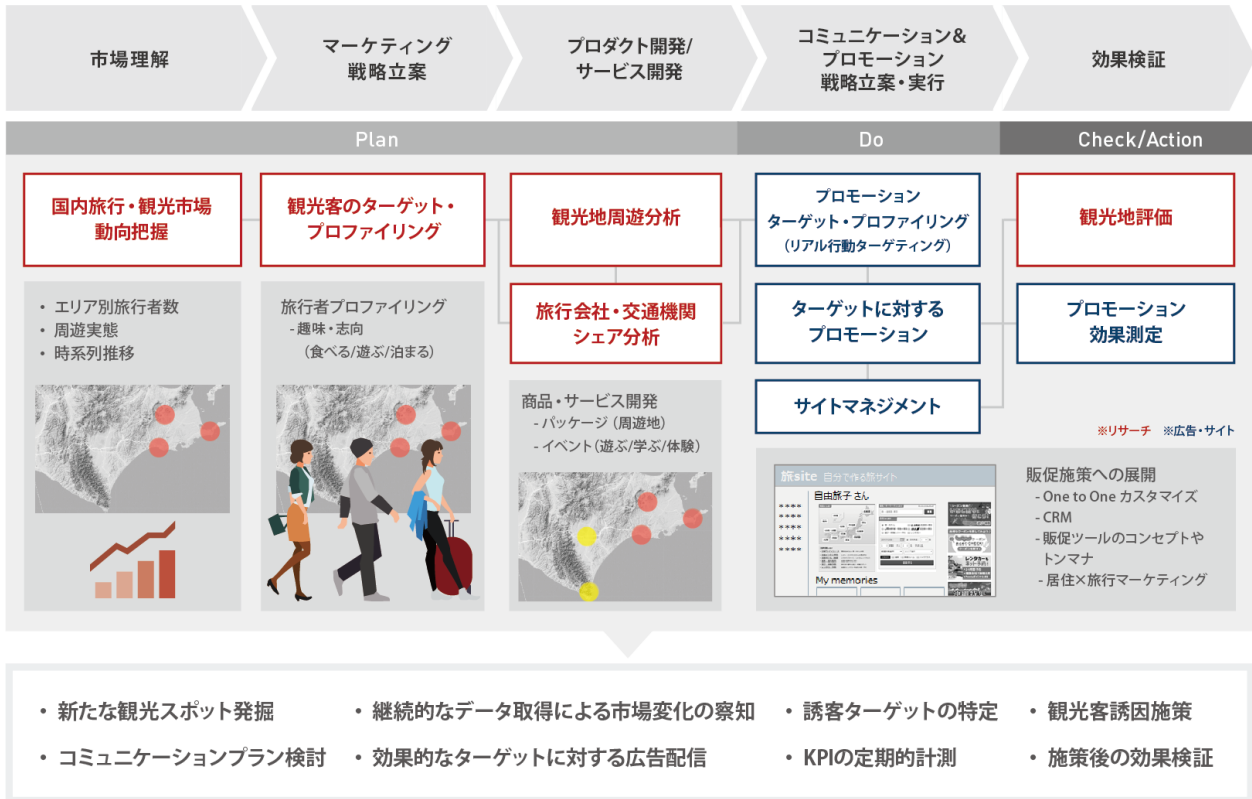 市場理解
マーケティング
戦略立案
プロダクト開発/
サービス開発
コミュニケーション&
プロモーション
戦略立案・実行
効果検証
Plan
Do
Check/Action
国内旅行・観光市場
動向把握
観光客のターゲット・
プロファイリング
観光地周遊分析
プロモーション
ターゲット・プロファイリング
(リアル行動ターゲティング)
観光地評価
旅行会社・交通機関
シェア分析
ターゲットに対する
プロモーション
プロモーション
効果測定
サイトマネジメント
※リサーチ ※広告・サイト
・ エリア別旅行者数
・ 周遊実態
・ 時系列推移
旅行者プロファイリング
- 趣味・志向
(食べる/遊ぶ/泊まる)
商品・サービス開発
- パッケージ (周遊地)
- イベント(遊ぶ/学ぶ/体験)
旅site 自分で作る旅サイト
自由旅子 さん
****
****
****
****
****
My memories
販促施策への展開
- One to One カスタマイズ
- CRM
- 販促ツールのコンセプトや
トンマナ
- 居住×旅行マーケティング
・ 新たな観光スポット発掘
・ 継続的なデータ取得による市場変化の察知
・ 誘客ターゲットの特定
・ 観光客誘因施策
・ コミュニケーションプラン検討
・ 効果的なターゲットに対する広告配信
・ KPIの定期的計測
・ 施策後の効果検証